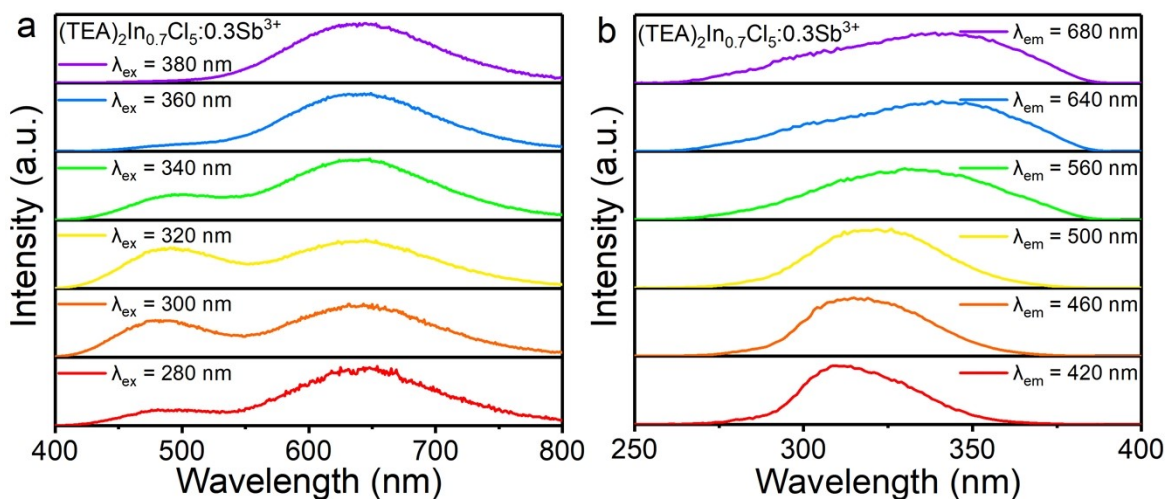 a
(TEA)₂In₀.₇Cl₅:0.3Sb³⁺
λex = 380 nm
λex = 360 nm
λex = 340 nm
λex = 320 nm
λex = 300 nm
λex = 280 nm
Intensity (a.u.)
400 500 600 700 800
Wavelength (nm)
b
(TEA)₂In₀.₇Cl₅:0.3Sb³⁺
λem = 680 nm
λem = 640 nm
λem = 560 nm
λem = 500 nm
λem = 460 nm
λem = 420 nm
Intensity (a.u.)
250 300 350 400
Wavelength (nm)